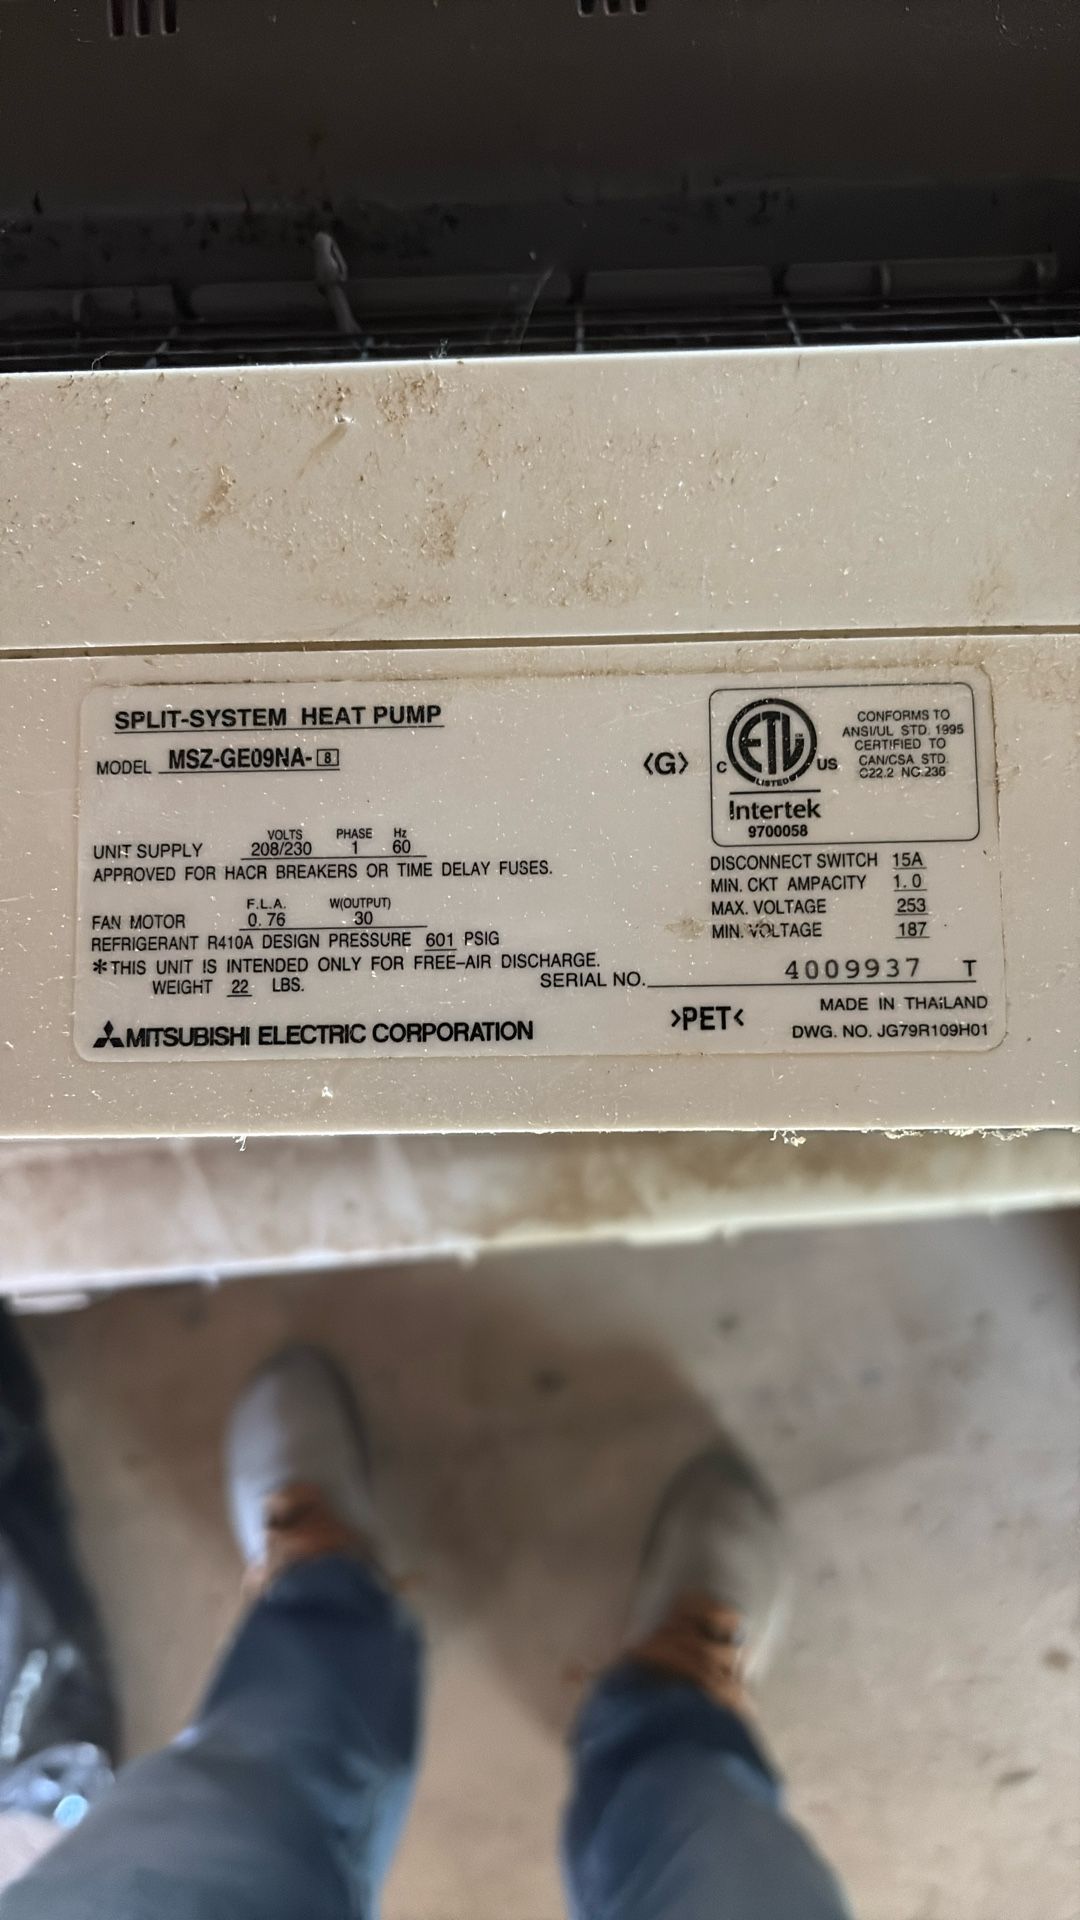 SPLIT-SYSTEM HEAT PUMP
MODEL MSZ-GE09NA-8
<G>
C ETL US
LISTED
Intertek
9700058
CONFORMS TO
ANSI/UL STD. 1995
CERTIFIED TO
CAN/CSA STD.
C22.2 NO.236
VOLTS PHASE Hz
UNIT SUPPLY 208/230 1 60
APPROVED FOR HACR BREAKERS OR TIME DELAY FUSES.
F.L.A. W(OUTPUT)
FAN MOTOR 0.76 30
REFRIGERANT R410A DESIGN PRESSURE 601 PSIG
*THIS UNIT IS INTENDED ONLY FOR FREE-AIR DISCHARGE.
WEIGHT 22 LBS.
DISCONNECT SWITCH 15A
MIN. CKT AMPACITY 1.0
MAX. VOLTAGE 253
MIN. VOLTAGE 187
SERIAL NO. 4009937 T
MITSUBISHI ELECTRIC CORPORATION
>PET<
MADE IN THAILAND
DWG. NO. JG79R109H01